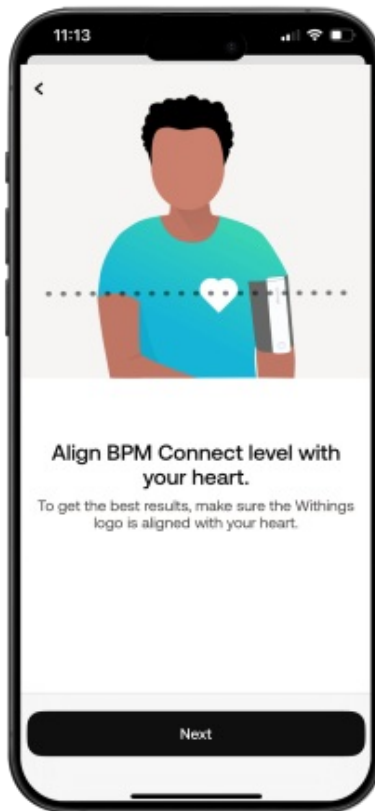 11:13
Align BPM Connect level with
your heart.
To get the best results, make sure the Withings
logo is aligned with your heart.
Next